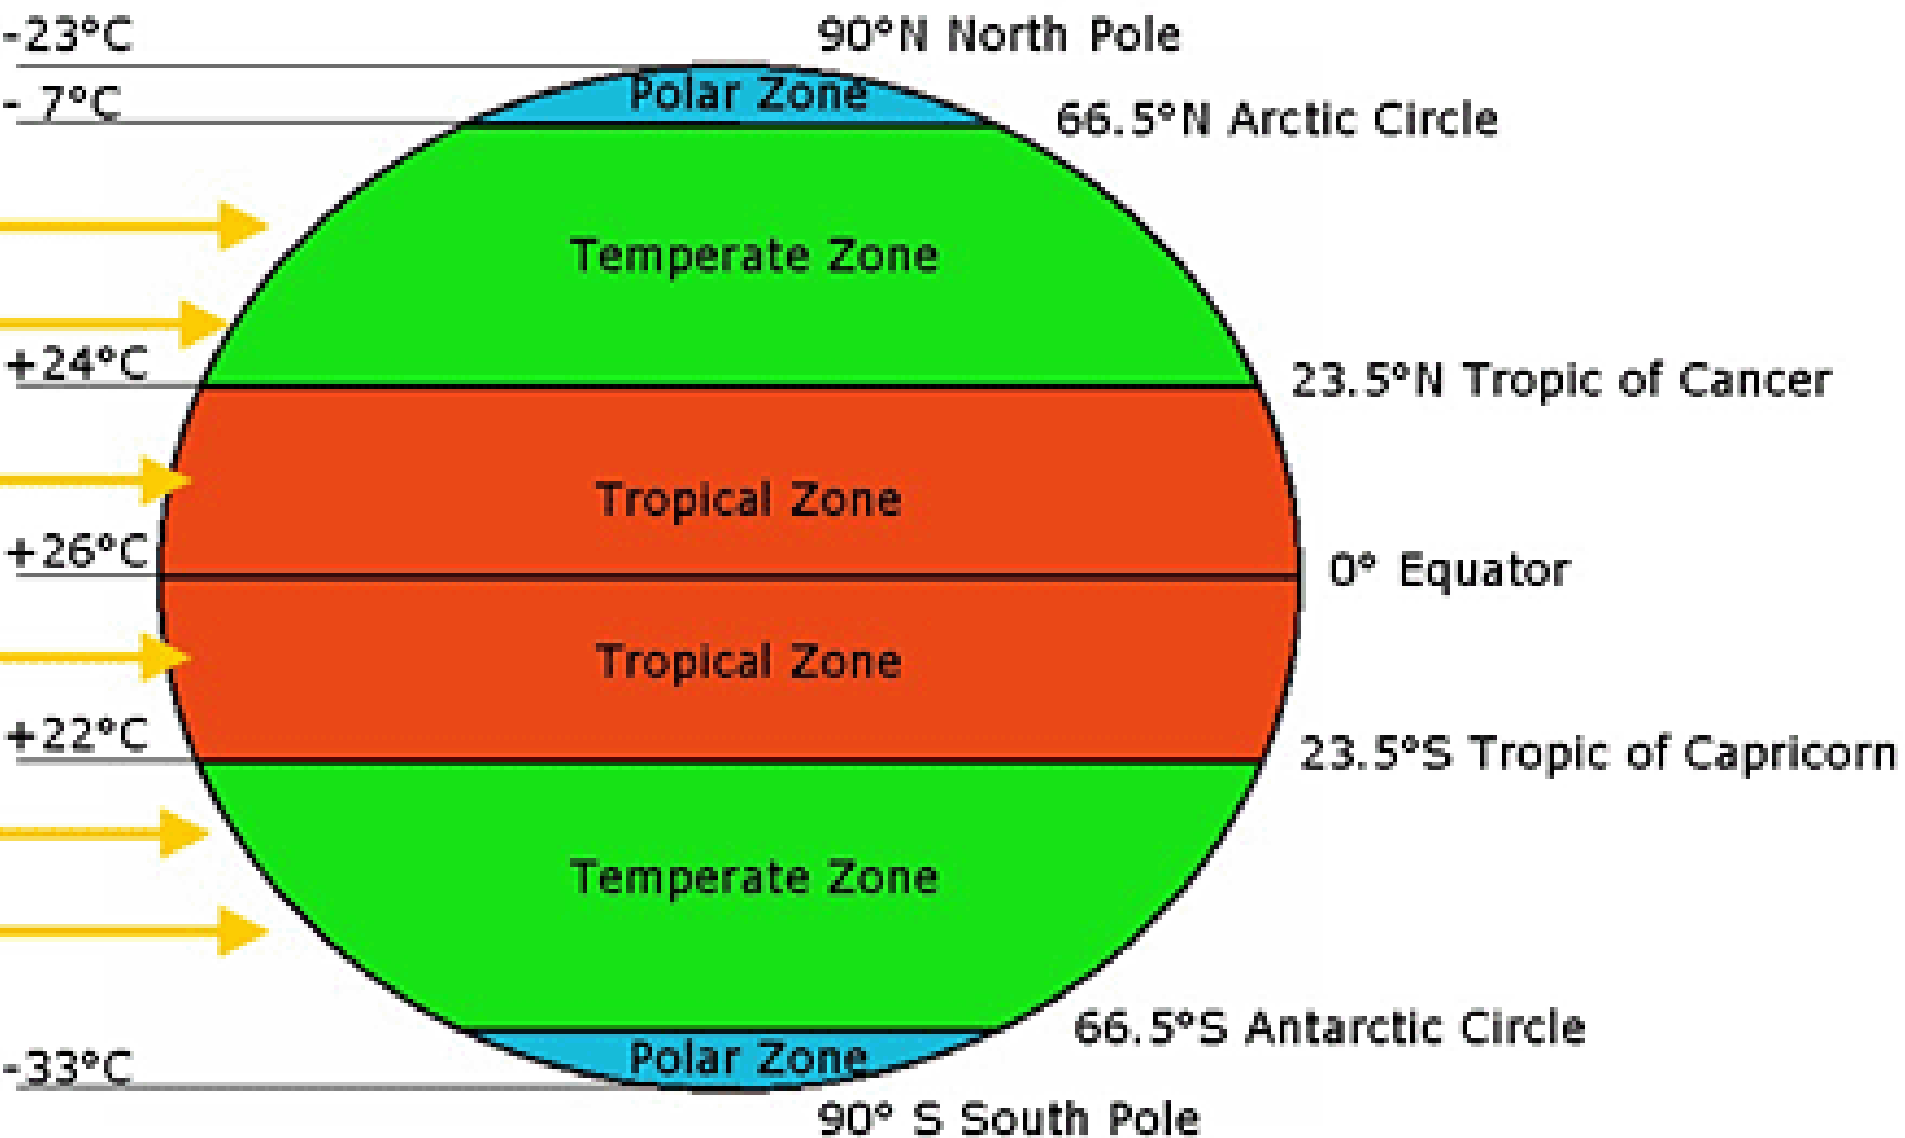 -23°C
90°N North Pole
Polar Zone
- 7°C
66.5°N Arctic Circle
Temperate Zone
+24°C
23.5°N Tropic of Cancer
Tropical Zone
+26°C
0° Equator
Tropical Zone
+22°C
23.5°S Tropic of Capricorn
Temperate Zone
66.5°S Antarctic Circle
Polar Zone
-33°C
90° S South Pole